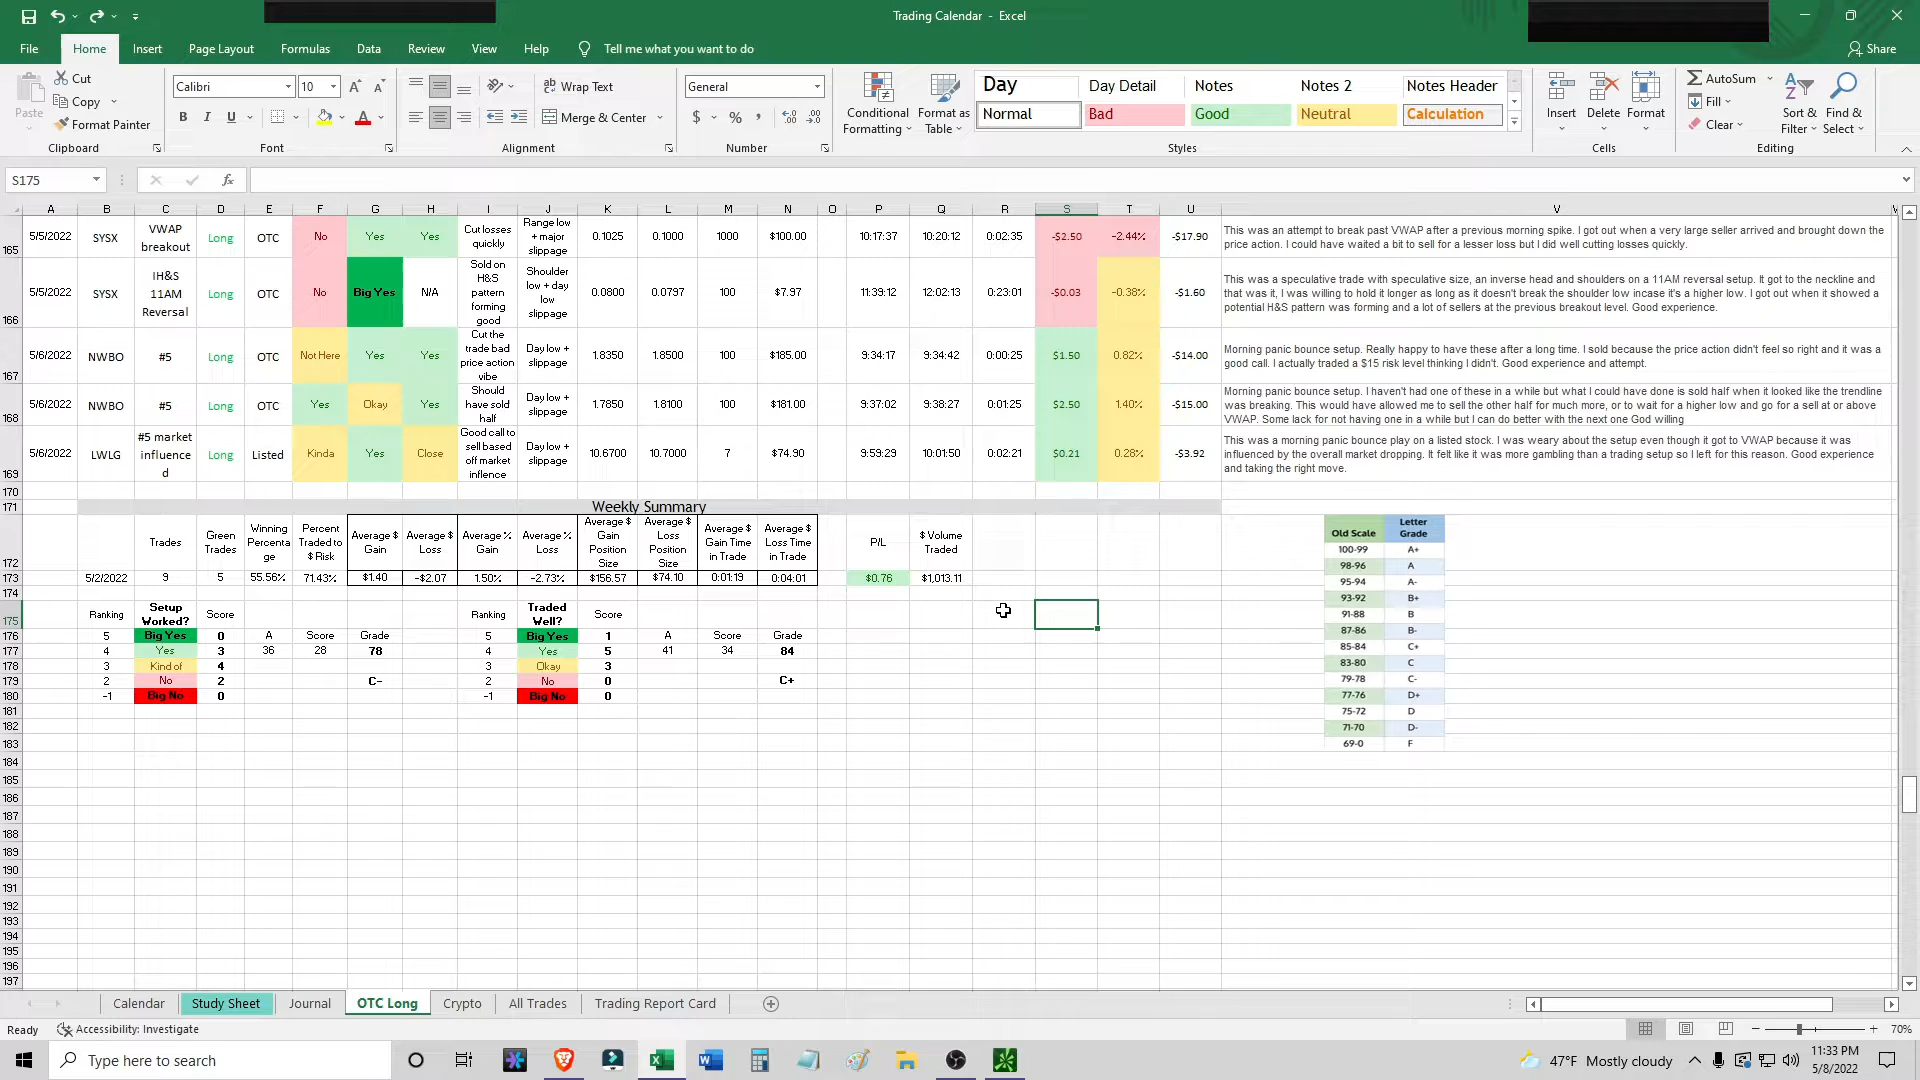 Trading Calendar - Excel
File Home Insert Page Layout Formulas Data Review View Help Tell me what you want to do Share
Cut
Copy
Format Painter
Paste
Clipboard
Calibri 10
B I U
Font
Wrap Text
Merge & Center
Alignment
General
$ % ,
Number
Conditional Formatting
Format as Table
Day Day Detail Notes Notes 2 Notes Header
Normal Bad Good Neutral Calculation
Styles
Insert Delete Format
Cells
AutoSum
Fill
Clear
Sort & Filter
Find & Select
Editing
S175 fx
A B C D E F G H I J K L M N O P Q R S T U V
165 5/5/2022 SYSX VWAP breakout Long OTC No Yes Yes Cut losses quickly Range low + major slippage 0.1025 0.1000 1000 $100.00 10:17:37 10:20:12 0:02:35 -$2.50 -2.44% -$17.90 This was an attempt to break past VWAP after a previous morning spike. I got out when a very large seller arrived and brought down the price action. I could have waited a bit to sell for a lesser loss but I did well cutting losses quickly.
166 5/5/2022 SYSX IH&S 11AM Reversal Long OTC No Big Yes N/A Sold on H&S pattern forming good Shoulder low + day low slippage 0.0800 0.0797 100 $7.97 11:39:12 12:02:13 0:23:01 -$0.03 -0.38% -$1.60 This was a speculative trade with speculative size, an inverse head and shoulders on a 11AM reversal setup. It got to the neckline and that was it, I was willing to hold it longer as long as it doesn't break the shoulder low incase it's a higher low. I got out when it showed a potential H&S pattern was forming and a lot of sellers at the previous breakout level. Good experience.
167 5/6/2022 NWBO #5 Long OTC Not Here Yes Yes Cut the trade bad price action vibe Day low + slippage 1.8350 1.8500 100 $185.00 9:34:17 9:34:42 0:00:25 $1.50 0.82% -$14.00 Morning panic bounce setup. Really happy to have these after a long time. I sold because the price action didn't feel so right and it was a good call. I actually traded a $15 risk level thinking I didn't. Good experience and attempt.
168 5/6/2022 NWBO #5 Long OTC Yes Okay Yes Should have sold half Day low + slippage 1.7850 1.8100 100 $181.00 9:37:02 9:38:27 0:01:25 $2.50 1.40% -$15.00 Morning panic bounce setup. I haven't had one of these in a while but what I could have done is sold half when it looked like the trendline was breaking. This would have allowed me to sell the other half for much more, or to wait for a higher low and go for a sell at or above VWAP. Some lack for not having one in a while but I can do better with the next one God willing
169 5/6/2022 LWLG #5 market influenced Long Listed Kinda Yes Close Good call to sell based off market inflence Day low + slippage 10.6700 10.7000 7 $74.90 9:59:29 10:01:50 0:02:21 $0.21 0.28% -$3.92 This was a morning panic bounce play on a listed stock. I was weary about the setup even though it got to VWAP because it was influenced by the overall market dropping. It felt like it was more gambling than a trading setup so I left for this reason. Good experience and taking the right move.
170
171 Weekly Summary
172 Trades Green Trades Winning Percentage Percent Traded to $ Risk Average $ Gain Average $ Loss Average % Gain Average % Loss Average $ Gain Position Size Average $ Loss Position Size Average $ Gain Time in Trade Average $ Loss Time in Trade P/L $ Volume Traded
173 5/2/2022 9 5 55.56% 71.43% $1.40 -$2.07 1.50% -2.73% $156.57 $74.10 0:01:19 0:04:01 $0.76 $1,013.11
174
175 Ranking Setup Worked? Score Ranking Traded Well? Score
176 5 Big Yes 0 A Score Grade 5 Big Yes 1 A Score Grade
177 4 Yes 3 36 28 78 4 Yes 5 41 34 84
178 3 Kind of 4 3 Okay 3
179 2 No 2 C- 2 No 0 C+
180 -1 Big No 0 -1 Big No 0
181
182
183
184
185
186
187
188
189
190
191
192
193
194
195
196
197
Old Scale Letter Grade
100-99 A+
98-96 A
95-94 A-
93-92 B+
91-88 B
87-86 B-
85-84 C+
83-80 C
79-78 C-
77-76 D+
75-72 D
71-70 D-
69-0 F
Calendar Study Sheet Journal OTC Long Crypto All Trades Trading Report Card
Ready Accessibility: Investigate 70%
Type here to search
47°F Mostly cloudy
11:33 PM
5/8/2022